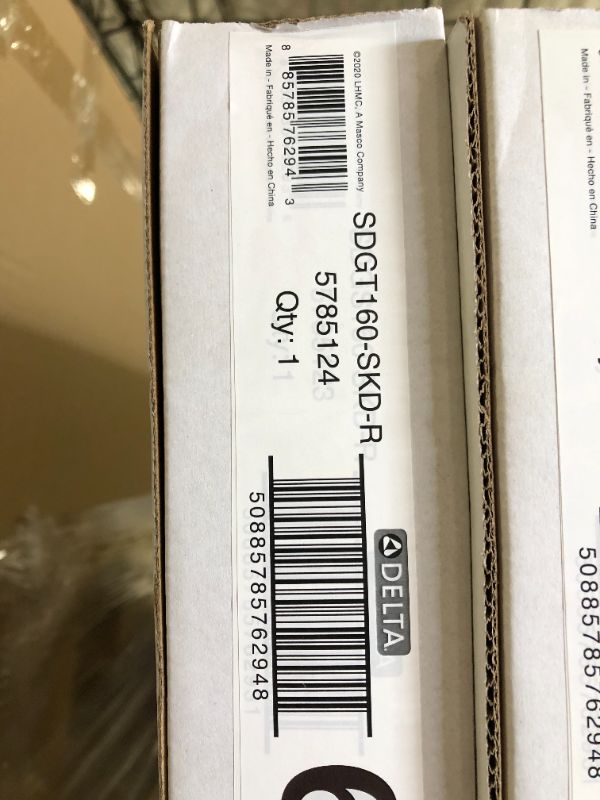 ©2020 LHMC, A Masco Company
8 85785 76294 3
Made in - Fabriqué en - Hecho en China
SDGT160-SKD-R
5785124
Qty: 1
DELTA
50885785762948
6
Made in - Fabriqué en - Hecho en China
50885785762948